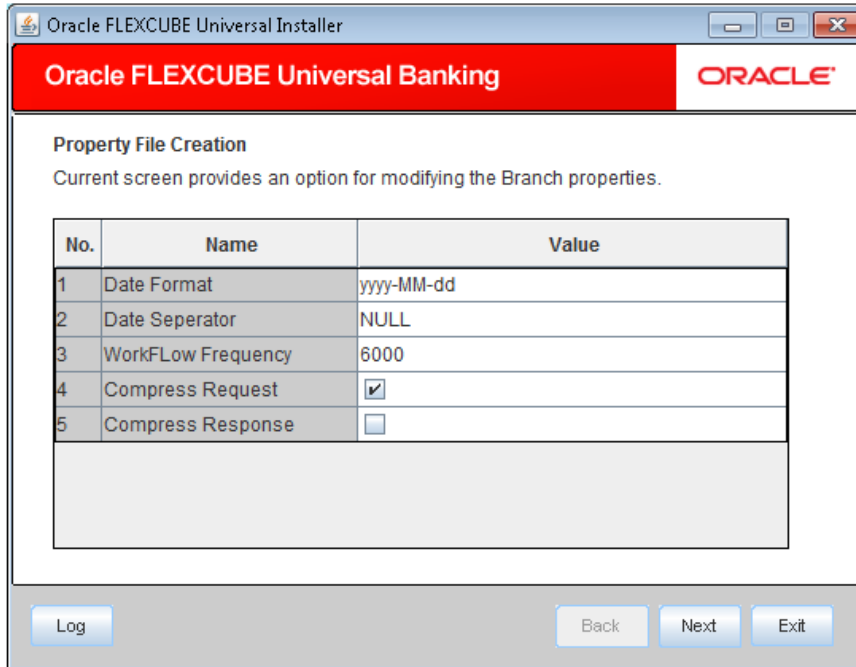 Oracle FLEXCUBE Universal Installer
Oracle FLEXCUBE Universal Banking
ORACLE
Property File Creation
Current screen provides an option for modifying the Branch properties.
No. Name Value
1 Date Format yyyy-MM-dd
2 Date Seperator NULL
3 WorkFLow Frequency 6000
4 Compress Request
5 Compress Response
Log Back Next Exit